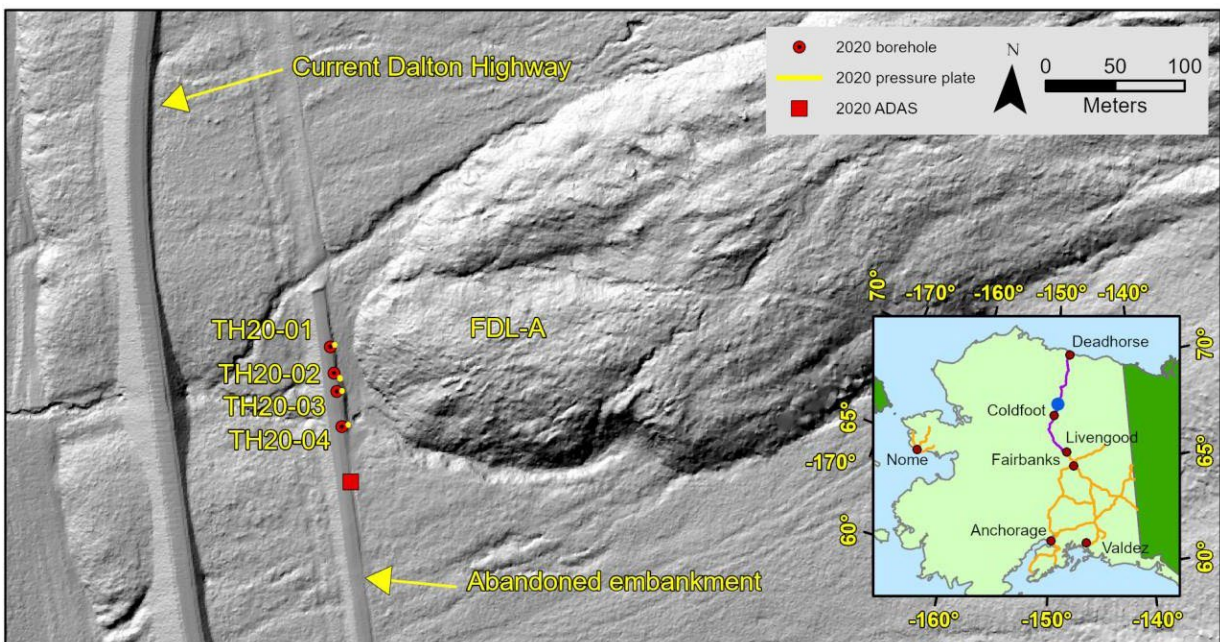 Current Dalton Highway
2020 borehole
2020 pressure plate
2020 ADAS
N
0 50 100
Meters
TH20-01
TH20-02
TH20-03
TH20-04
FDL-A
Abandoned embankment
70° -170° -160° -150° -140°
Deadhorse
70°
Coldfoot
65°
-170°
Livengood
Nome
Fairbanks
65°
Anchorage
Valdez
60°
60°
-160° -150° -140°